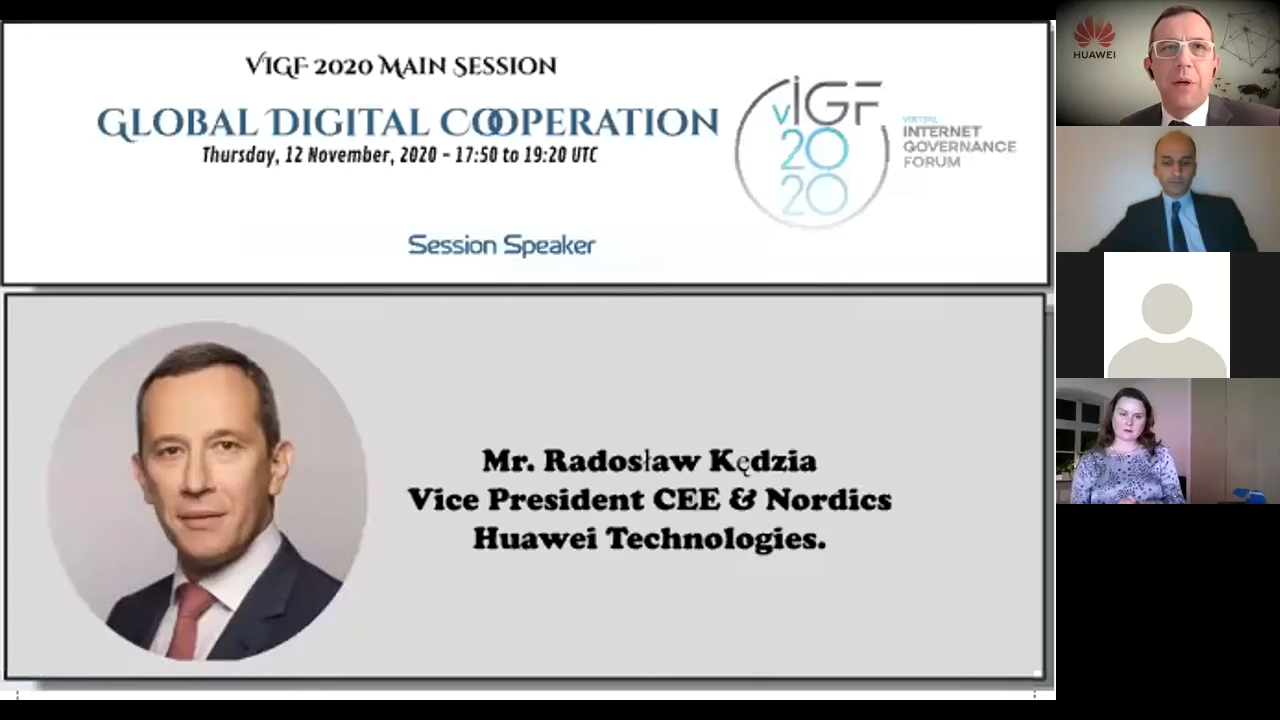 VIGF 2020 Main Session
Global Digital Cooperation
Thursday, 12 November, 2020 - 17:50 to 19:20 UTC
vIGF
2020
VIRTUAL
INTERNET
GOVERNANCE
FORUM
Session Speaker
Mr. Radosław Kędzia
Vice President CEE & Nordics
Huawei Technologies.
HUAWEI